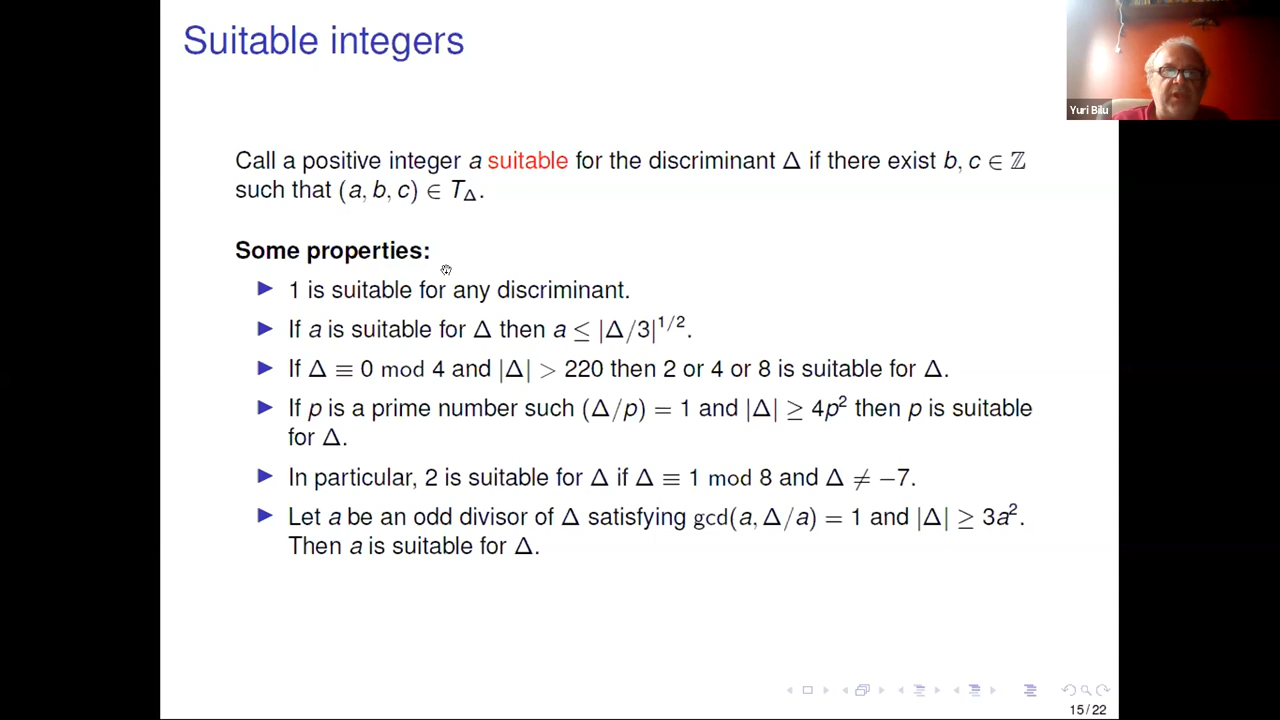 Suitable integers
Yuri Bilu
Call a positive integer a suitable for the discriminant Δ if there exist b, c ∈ ℤ
such that (a, b, c) ∈ T_Δ.
Some properties:
▶ 1 is suitable for any discriminant.
▶ If a is suitable for Δ then a ≤ |Δ/3|^{1/2}.
▶ If Δ ≡ 0 mod 4 and |Δ| > 220 then 2 or 4 or 8 is suitable for Δ.
▶ If p is a prime number such (Δ/p) = 1 and |Δ| ≥ 4p² then p is suitable
for Δ.
▶ In particular, 2 is suitable for Δ if Δ ≡ 1 mod 8 and Δ ≠ −7.
▶ Let a be an odd divisor of Δ satisfying gcd(a, Δ/a) = 1 and |Δ| ≥ 3a².
Then a is suitable for Δ.
15/22